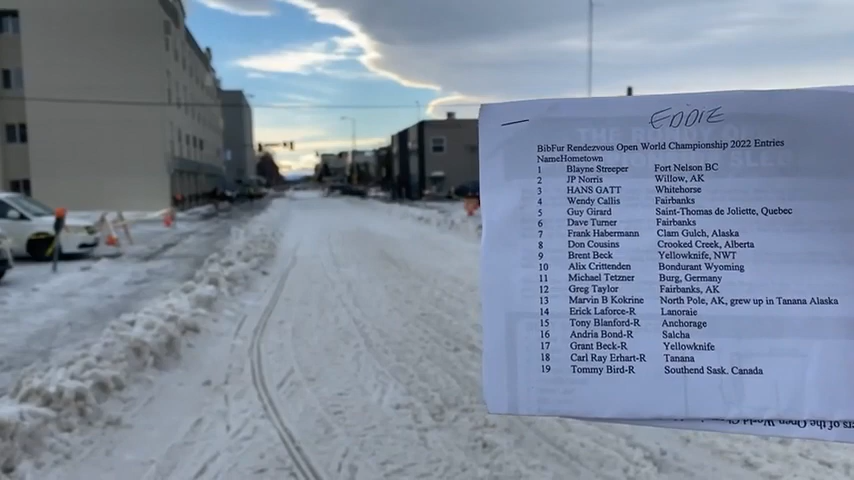 EDDIE
BibFur Rendezvous Open World Championship 2022 Entries
NameHometown
1 Blayne Streeper Fort Nelson BC
2 JP Norris Willow, AK
3 HANS GATT Whitehorse
4 Wendy Callis Fairbanks
5 Guy Girard Saint-Thomas de Joliette, Quebec
6 Dave Turner Fairbanks
7 Frank Habermann Clam Gulch, Alaska
8 Don Cousins Crooked Creek, Alberta
9 Brent Beck Yellowknife, NWT
10 Alix Crittenden Bondurant Wyoming
11 Michael Tetzner Burg, Germany
12 Greg Taylor Fairbanks, AK
13 Marvin B Kokrine North Pole, AK, grew up in Tanana Alaska
14 Erick Laforce-R Lanoraie
15 Tony Blanford-R Anchorage
16 Andria Bond-R Salcha
17 Grant Beck-R Yellowknife
18 Carl Ray Erhart-R Tanana
19 Tommy Bird-R Southend Sask. Canada